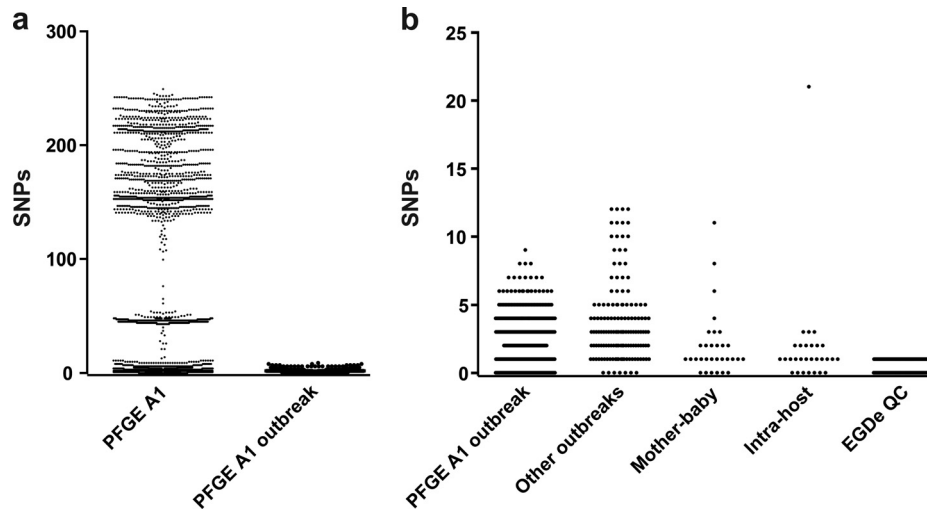 a
300
200
100
0
SNPs
PFGE A1
PFGE A1 outbreak
b
25
20
15
10
5
0
SNPs
PFGE A1 outbreak
Other outbreaks
Mother-baby
Intra-host
EGDe QC